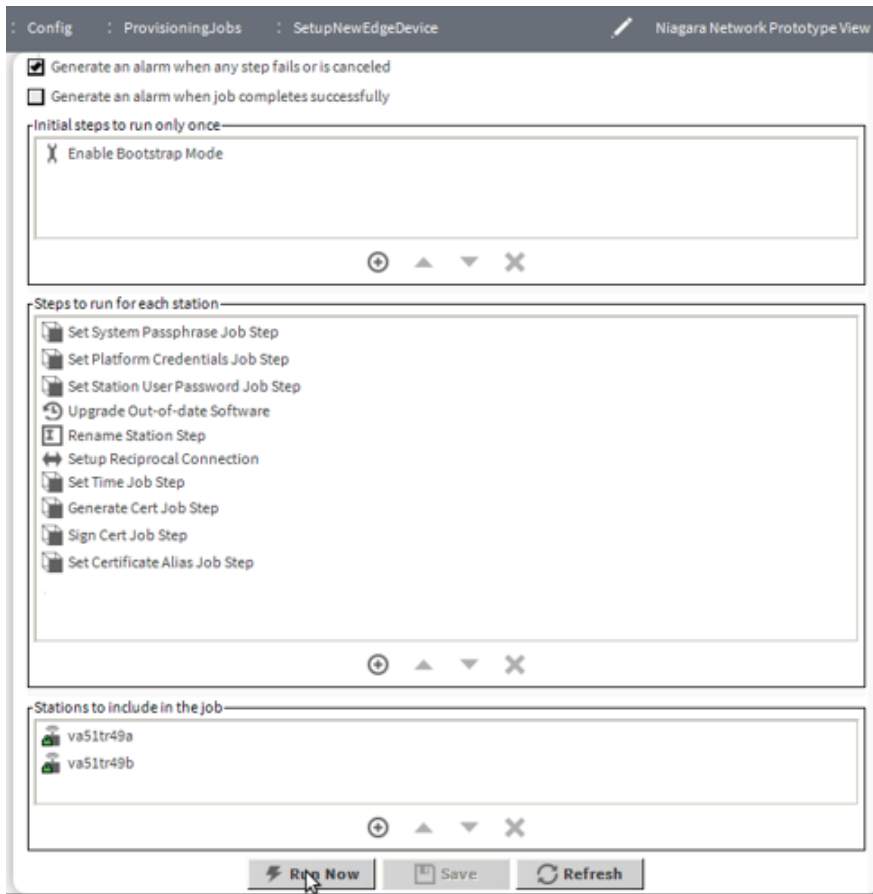 : Config : ProvisioningJobs : SetupNewEdgeDevice Niagara Network Prototype View
Generate an alarm when any step fails or is canceled
Generate an alarm when job completes successfully
Initial steps to run only once
Enable Bootstrap Mode
Steps to run for each station
Set System Passphrase Job Step
Set Platform Credentials Job Step
Set Station User Password Job Step
Upgrade Out-of-date Software
Rename Station Step
Setup Reciprocal Connection
Set Time Job Step
Generate Cert Job Step
Sign Cert Job Step
Set Certificate Alias Job Step
Stations to include in the job
va51tr49a
va51tr49b
Run Now Save Refresh